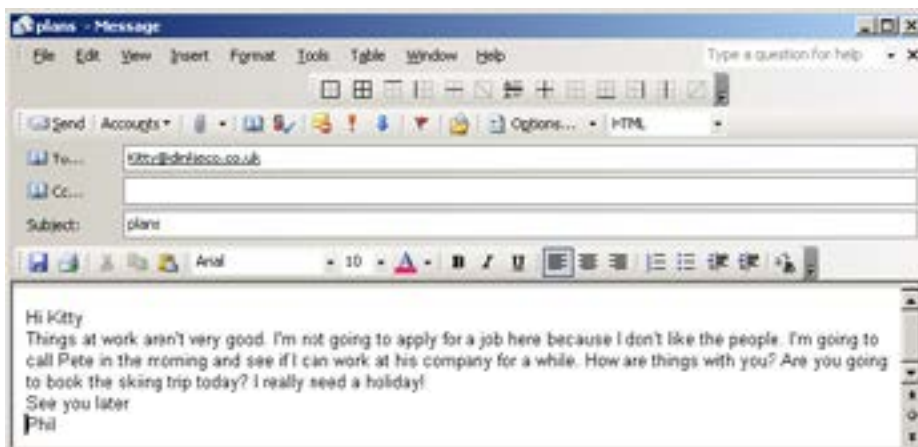 plans - Message
File Edit View Insert Format Tools Table Window Help Type a question for help
Send Accounts Options... HTML
To... 
Cc...
Subject: plans
Arial 10 A B I U
Hi Kitty
Things at work aren't very good. I'm not going to apply for a job here because I don't like the people. I'm going to
call Pete in the morning and see if I can work at his company for a while. How are things with you? Are you going
to book the skiing trip today? I really need a holiday!
See you later
Phil